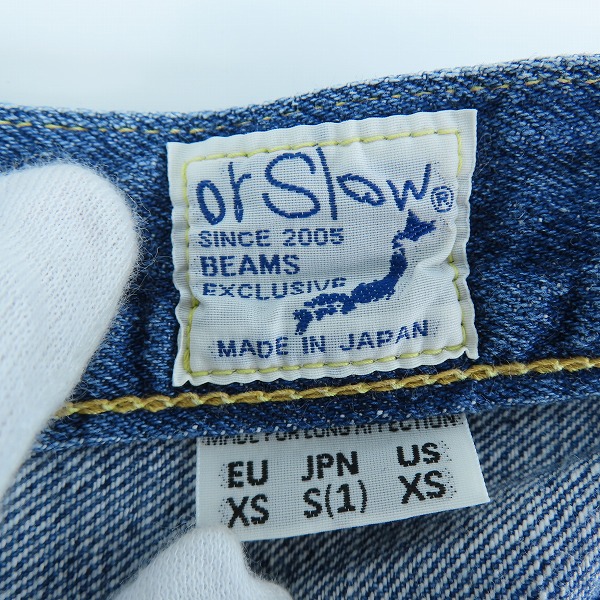 orSlow®
SINCE 2005
BEAMS
EXCLUSIVE
MADE IN JAPAN
MADE FOR LONG AFFECTION
EU JPN US
XS S(1) XS